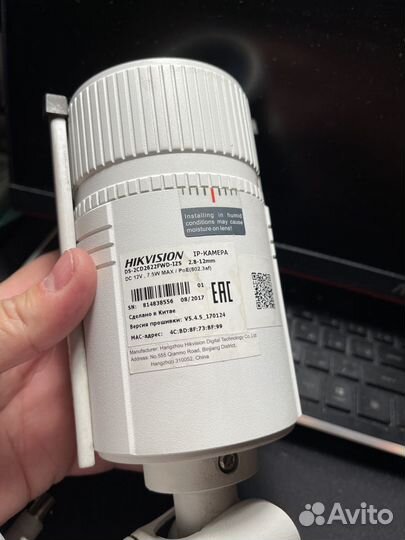 Installing in humid
conditions may cause
moisture on lens!
HIKVISION IP-КАМЕРА
DS-2CD2622FWD-IZS 2.8-12mm
DC 12V, 7.5W MAX / PoE(802.3af)
01
SN: 814838556 08/2017
EAC
Сделано в Китае
Версия прошивки: V5.4.5_170124
MAC-адрес: 4C:BD:8F:73:BF:99
Manufacturer: Hangzhou Hikvision Digital Technology Co.,
Address: No.555 Qianmo Road, Binjiang District,
Hangzhou 310052, China
Avito